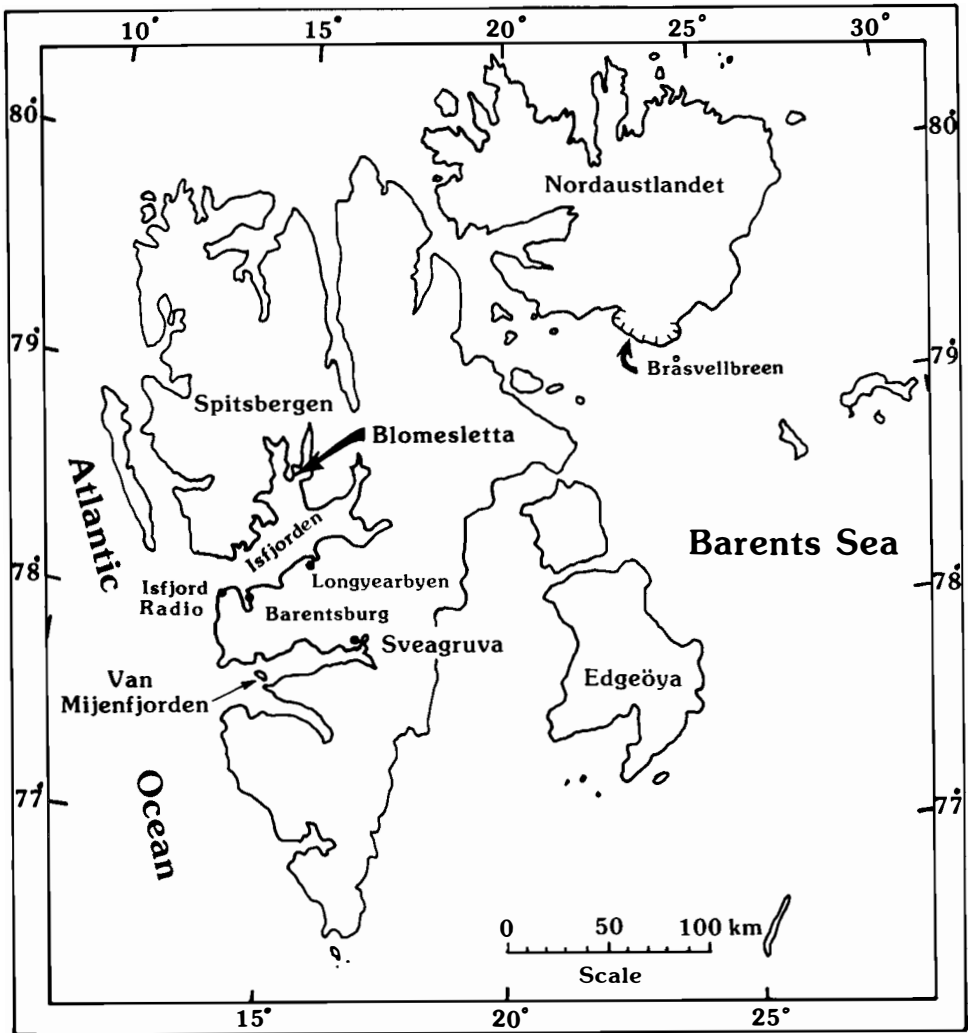 10°
15°
20°
25°
30°
80°
80°
Nordaustlandet
79°
79°
Bråsvellbreen
Spitsbergen
Blomesletta
Atlantic
Isfjorden
Barents Sea
78°
78°
Isfjord
Radio
Longyearbyen
Barentsburg
Sveagruva
Van
Mijenfjorden
Edgeöya
77°
77°
Ocean
0 50 100 km
Scale
15°
20°
25°